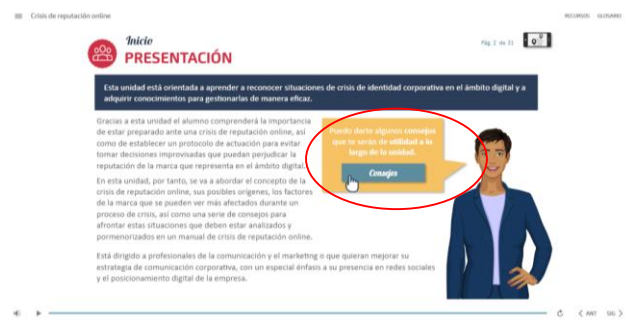 Crisis de reputación online
RECURSOS GLOSARIO
Inicio
PRESENTACIÓN
Pág. 2 de 31
Esta unidad está orientada a aprender a reconocer situaciones de crisis de identidad corporativa en el ámbito digital y a
adquirir conocimientos para gestionarlas de manera eficaz.
Gracias a esta unidad el alumno comprenderá la importancia
de estar preparado ante una crisis de reputación online, así
como de establecer un protocolo de actuación para evitar
tomar decisiones improvisadas que puedan perjudicar la
reputación de la marca que representa en el ámbito digital.
En esta unidad, por tanto, se va a abordar el concepto de la
crisis de reputación online, sus posibles orígenes, los factores
de la marca que se pueden ver más afectados durante un
proceso de crisis, así como una serie de consejos para
afrontar estas situaciones que deben estar analizados y
pormenorizados en un manual de crisis de reputación online.
Puedo darte algunos consejos
que te serán de utilidad a lo
largo de la unidad.
Consejos
Está dirigido a profesionales de la comunicación y el marketing o que quieran mejorar su
estrategia de comunicación corporativa, con un especial énfasis a su presencia en redes sociales
y el posicionamiento digital de la empresa.
ANT SIG